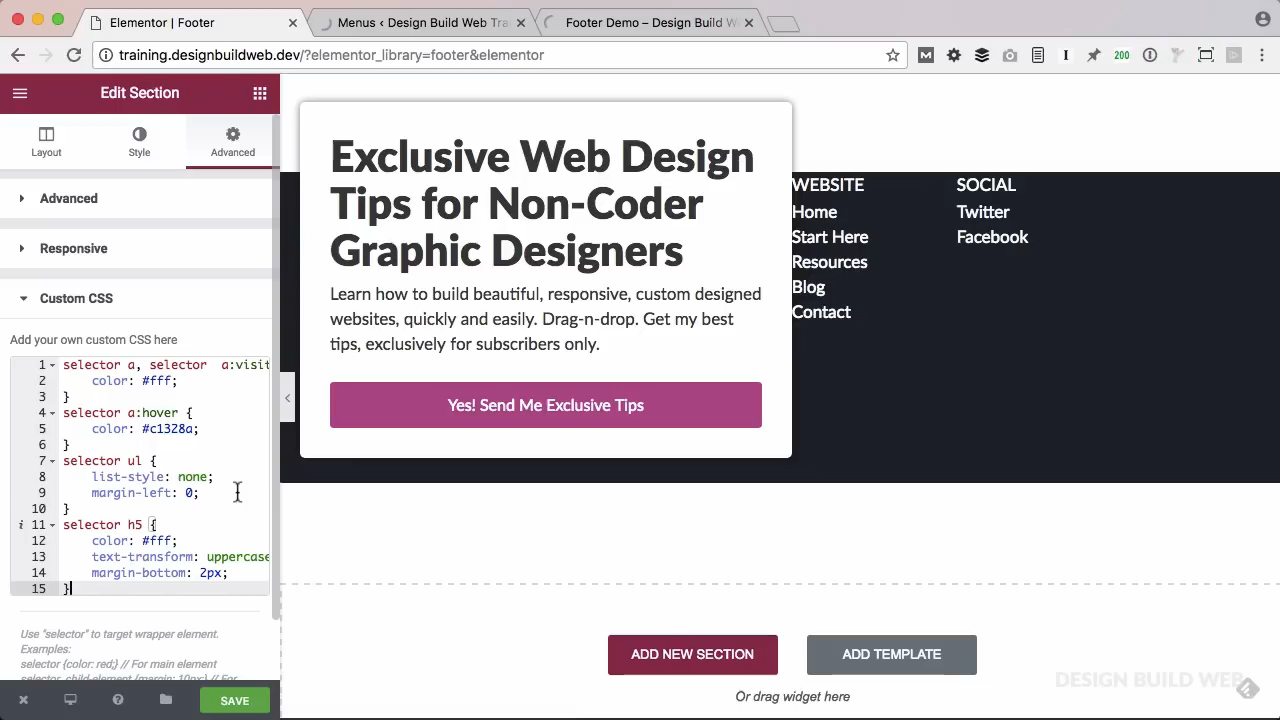 Elementor | Footer
Menus ‹ Design Build Web Tra
Footer Demo – Design Build W
training.designbuildweb.dev/?elementor_library=footer&elementor
M
I
200
Edit Section
Layout
Style
Advanced
Advanced
Responsive
Custom CSS
Add your own custom CSS here
1 selector a, selector a:visit
2 color: #fff;
3 }
4 selector a:hover {
5 color: #c1328a;
6 }
7 selector ul {
8 list-style: none;
9 margin-left: 0;
10 }
i 11 selector h5 {
12 color: #fff;
13 text-transform: uppercase
14 margin-bottom: 2px;
15 }
Use "selector" to target wrapper element.
Examples:
selector {color: red;} // For main element
selector .child-element {margin: 10px;} // For
SAVE
Exclusive Web Design
Tips for Non-Coder
Graphic Designers
Learn how to build beautiful, responsive, custom designed
websites, quickly and easily. Drag-n-drop. Get my best
tips, exclusively for subscribers only.
Yes! Send Me Exclusive Tips
WEBSITE
Home
Start Here
Resources
Blog
Contact
SOCIAL
Twitter
Facebook
ADD NEW SECTION
ADD TEMPLATE
Or drag widget here
DESIGN BUILD WEB